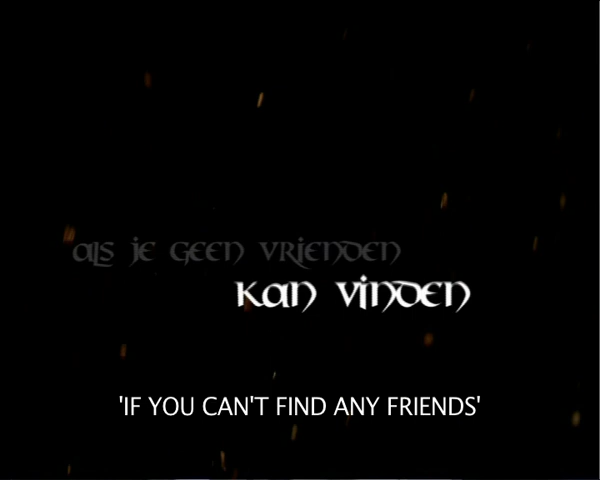 als je geen vrienden
kan vinden
'IF YOU CAN'T FIND ANY FRIENDS'